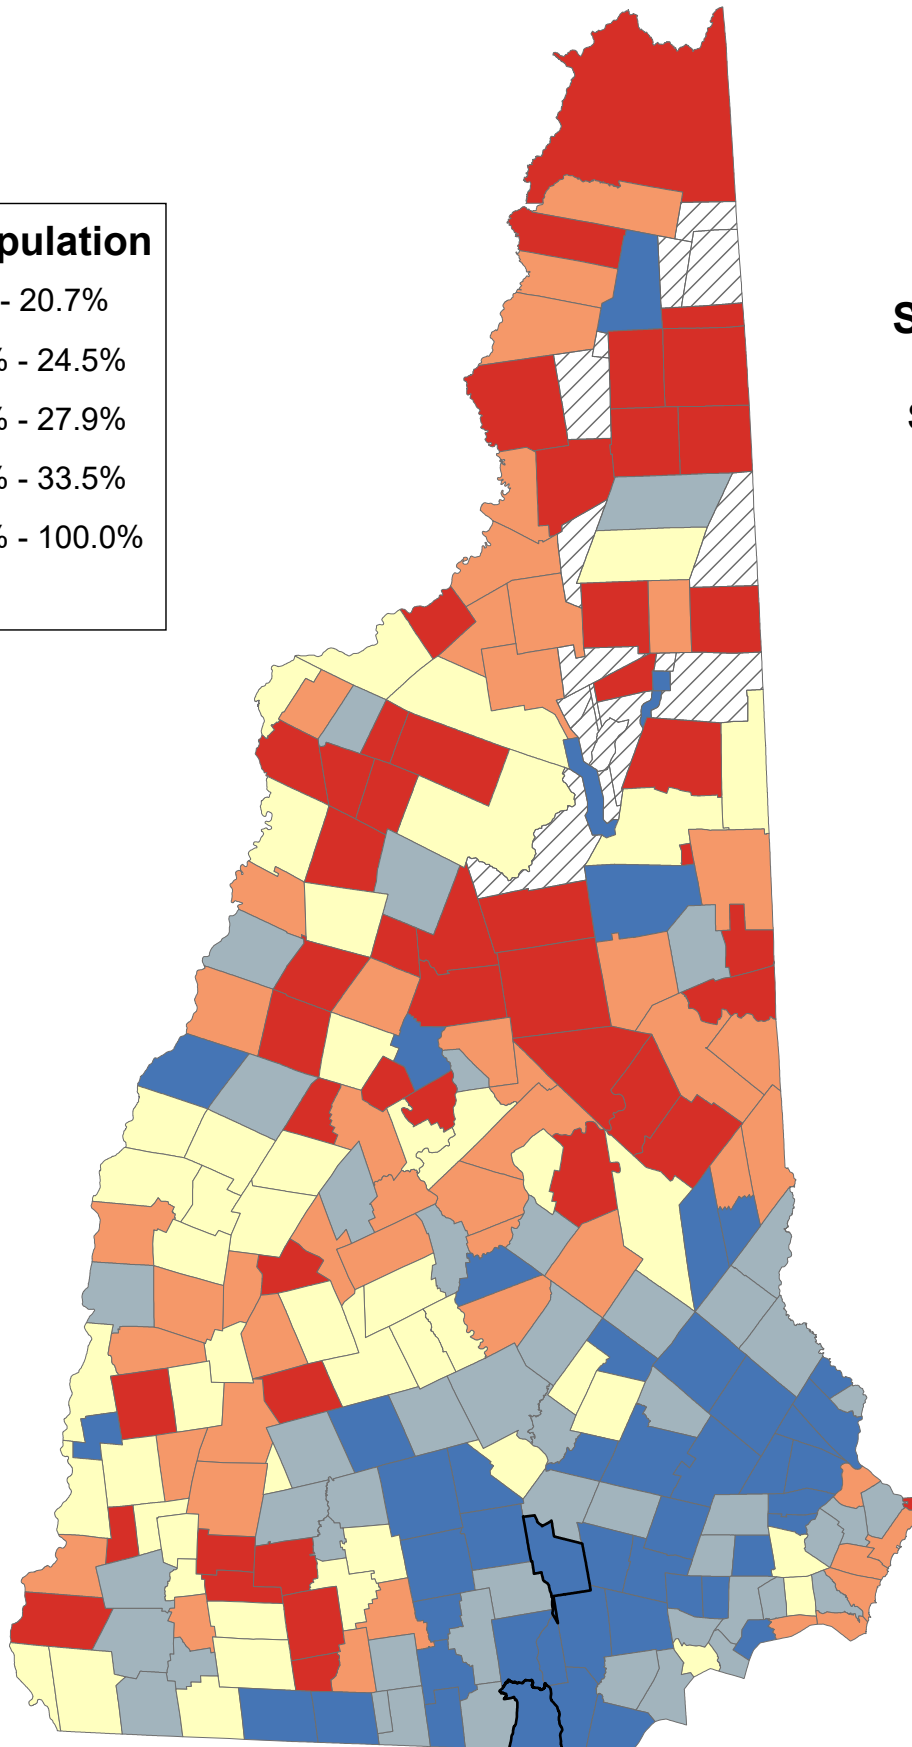 pulation
- 20.7%
% - 24.5%
% - 27.9%
% - 33.5%
% - 100.0%
S
S